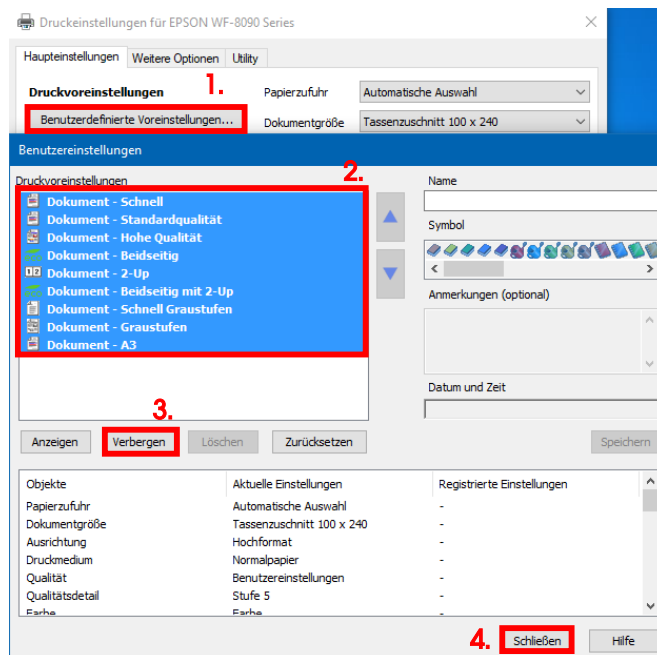 Druckeinstellungen für EPSON WF-8090 Series
Haupteinstellungen Weitere Optionen Utility
Druckvoreinstellungen 1. Papierzufuhr Automatische Auswahl
Benutzerdefinierte Voreinstellungen... Dokumentgröße Tassenzuschnitt 100 x 240
Benutzereinstellungen
Druckvoreinstellungen 2. Name
Dokument - Schnell
Dokument - Standardqualität
Symbol
Dokument - Hohe Qualität
Dokument - Beidseitig
1 2 Dokument - 2-Up
Dokument - Beidseitig mit 2-Up
Anmerkungen (optional)
Dokument - Schnell Graustufen
Dokument - Graustufen
Dokument - A3
Datum und Zeit
3.
Anzeigen Verbergen Löschen Zurücksetzen Speichern
Objekte Aktuelle Einstellungen Registrierte Einstellungen
Papierzufuhr Automatische Auswahl -
Dokumentgröße Tassenzuschnitt 100 x 240 -
Ausrichtung Hochformat -
Druckmedium Normalpapier -
Qualität Benutzereinstellungen -
Qualitätsdetail Stufe 5 -
Farbe Farbe -
4. Schließen Hilfe